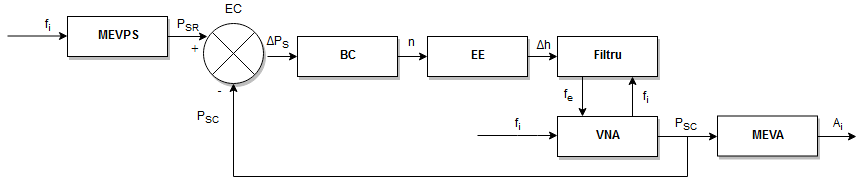 EC
fi
MEVPS
PSR
+
-
ΔPS
BC
n
EE
Δh
Filtru
fe
fi
PSC
fi
VNA
PSC
MEVA
Ai